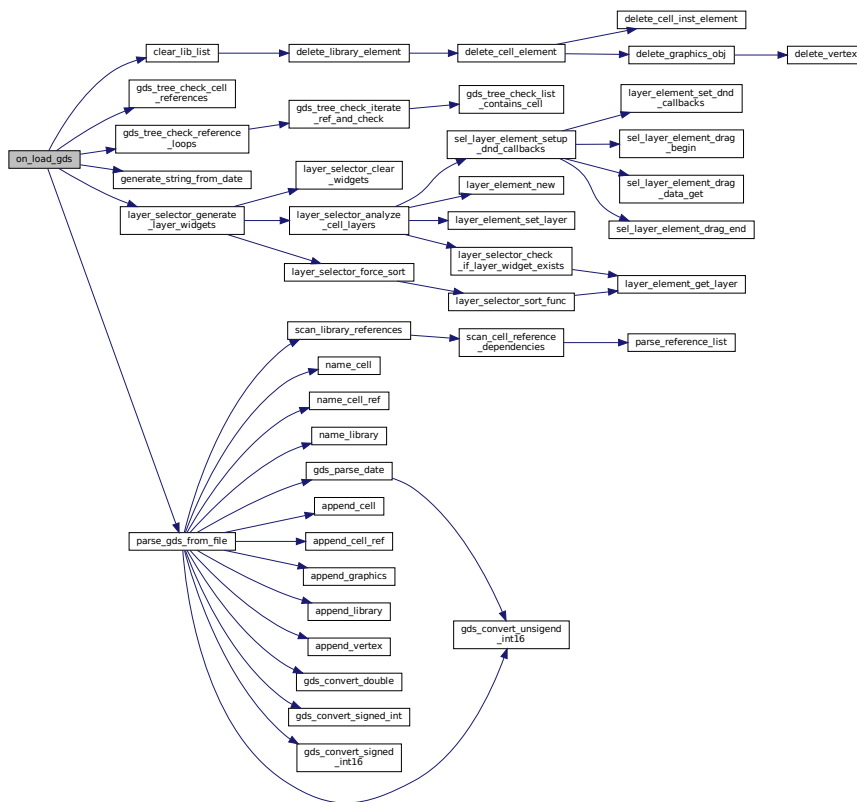 on_load_gds
clear_lib_list
delete_library_element
delete_cell_element
delete_cell_inst_element
delete_graphics_obj
delete_vertex
gds_tree_check_cell
_references
gds_tree_check_reference
_loops
gds_tree_check_iterate
_ref_and_check
gds_tree_check_list
_contains_cell
generate_string_from_date
layer_selector_generate
_layer_widgets
layer_selector_clear
_widgets
layer_selector_analyze
_cell_layers
layer_selector_force_sort
sel_layer_element_setup
_dnd_callbacks
layer_element_new
layer_element_set_layer
layer_selector_check
_if_layer_widget_exists
layer_selector_sort_func
layer_element_set_dnd
_callbacks
sel_layer_element_drag
_begin
sel_layer_element_drag
_data_get
sel_layer_element_drag_end
layer_element_get_layer
parse_gds_from_file
scan_library_references
scan_cell_reference
_dependencies
parse_reference_list
name_cell
name_cell_ref
name_library
gds_parse_date
append_cell
append_cell_ref
append_graphics
append_library
append_vertex
gds_convert_double
gds_convert_signed_int
gds_convert_signed
_int16
gds_convert_unsigend
_int16